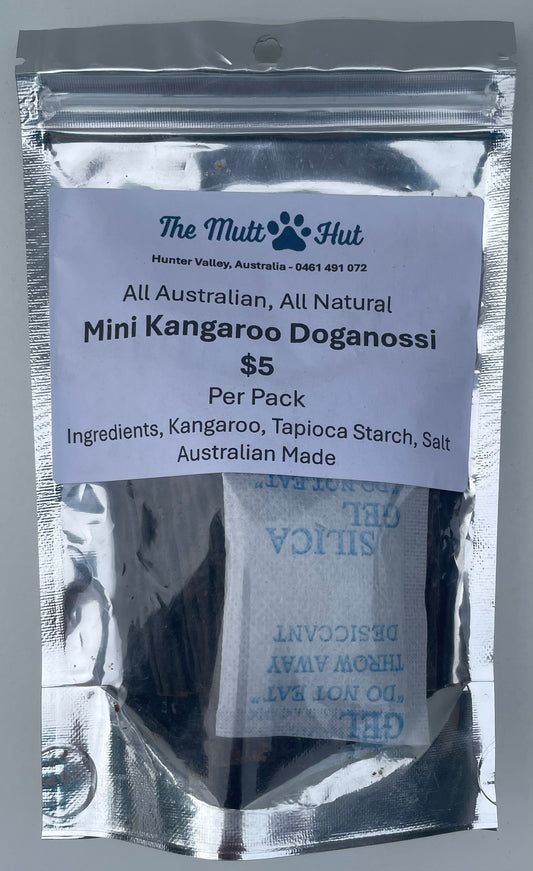 The Mutt Hut
Hunter Valley, Australia - 0461 491 072
All Australian, All Natural
Mini Kangaroo Doganossi
$5
Per Pack
Ingredients, Kangaroo, Tapioca Starch, Salt
Australian Made
"DO NOT EAT"
GEL
SILICA
DESICCANT
THROW AWAY
"DO NOT EAT"
GEL